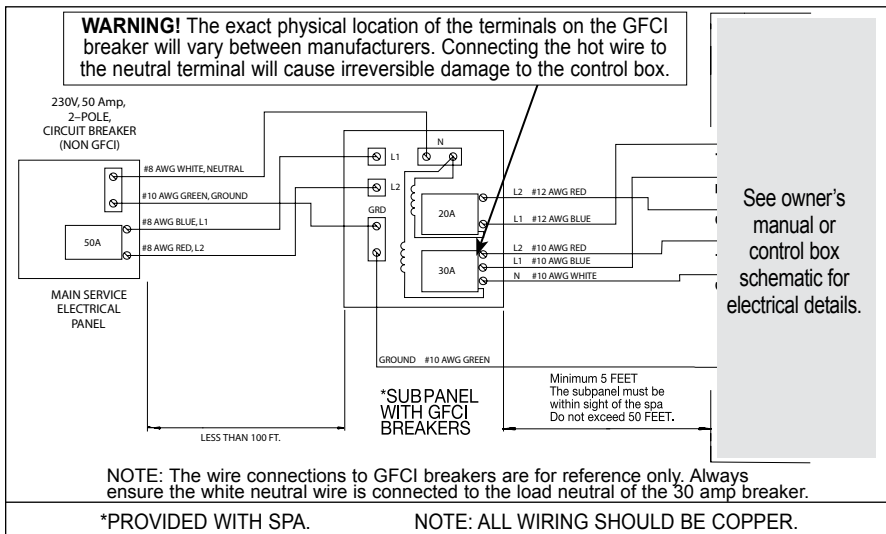 WARNING! The exact physical location of the terminals on the GFCI
breaker will vary between manufacturers. Connecting the hot wire to
the neutral terminal will cause irreversible damage to the control box.
230V, 50 Amp,
2–POLE,
CIRCUIT BREAKER
(NON GFCI)
#8 AWG WHITE, NEUTRAL
#10 AWG GREEN, GROUND
#8 AWG BLUE, L1
50A
#8 AWG RED, L2
MAIN SERVICE
ELECTRICAL
PANEL
N
L1
L2
GRD
20A
30A
L2 #12 AWG RED
L1 #12 AWG BLUE
L2 #10 AWG RED
L1 #10 AWG BLUE
N #10 AWG WHITE
GROUND #10 AWG GREEN
See owner’s
manual or
control box
schematic for
electrical details.
*SUBPANEL
WITH GFCI
BREAKERS
Minimum 5 FEET
The subpanel must be
within sight of the spa
Do not exceed 50 FEET.
LESS THAN 100 FT.
NOTE: The wire connections to GFCI breakers are for reference only. Always
ensure the white neutral wire is connected to the load neutral of the 30 amp breaker.
*PROVIDED WITH SPA.
NOTE: ALL WIRING SHOULD BE COPPER.